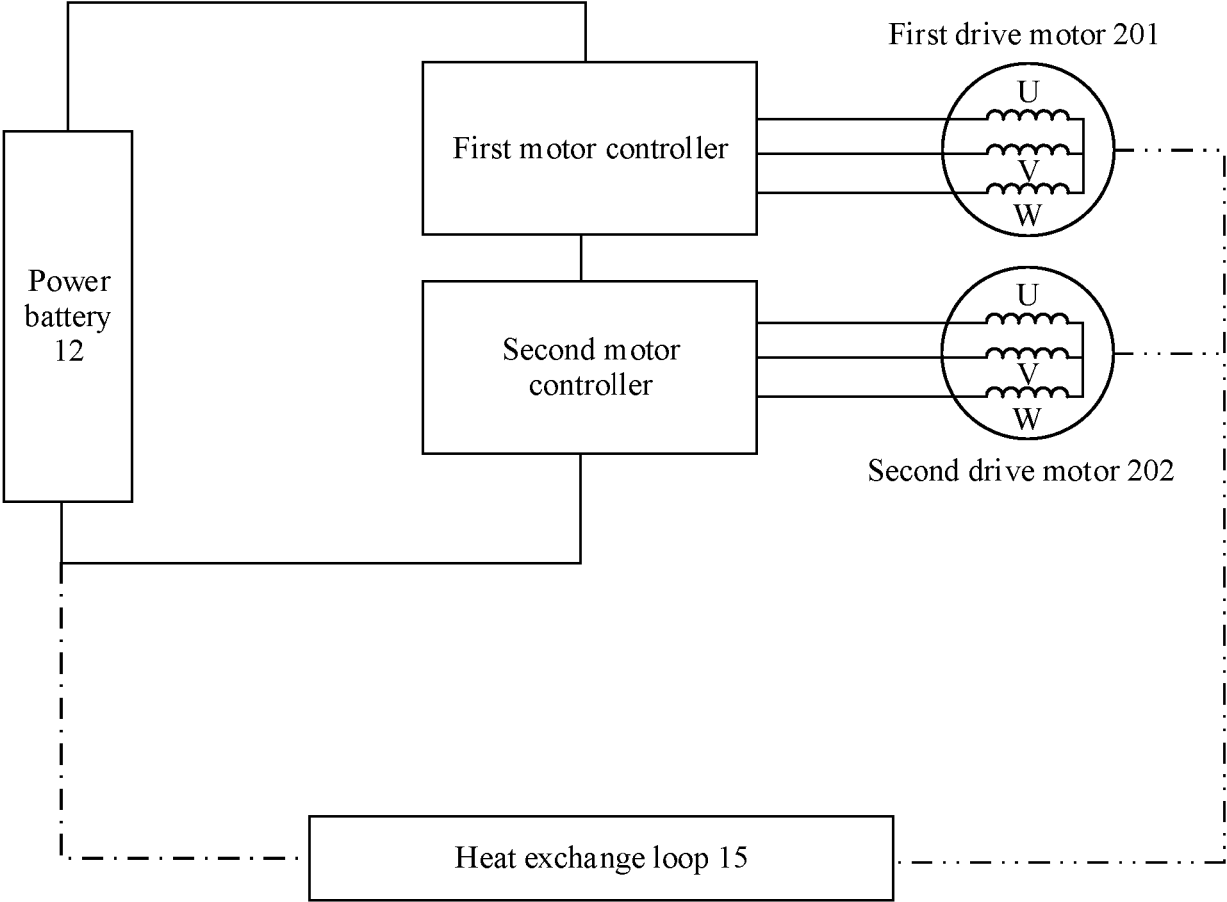 First drive motor 201
U
V
W
First motor controller
Power
battery
12
Second motor
controller
U
V
W
Second drive motor 202
Heat exchange loop 15